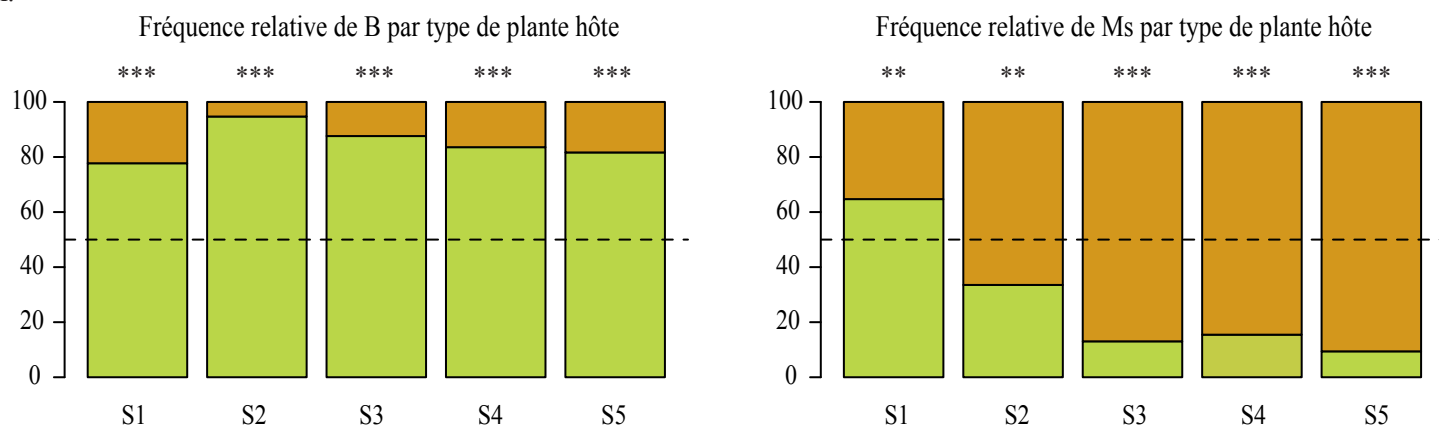 Fréquence relative de B par type de plante hôte
*** *** *** *** ***
100
80
60
40
20
0
S1 S2 S3 S4 S5
Fréquence relative de Ms par type de plante hôte
** ** *** *** ***
100
80
60
40
20
0
S1 S2 S3 S4 S5